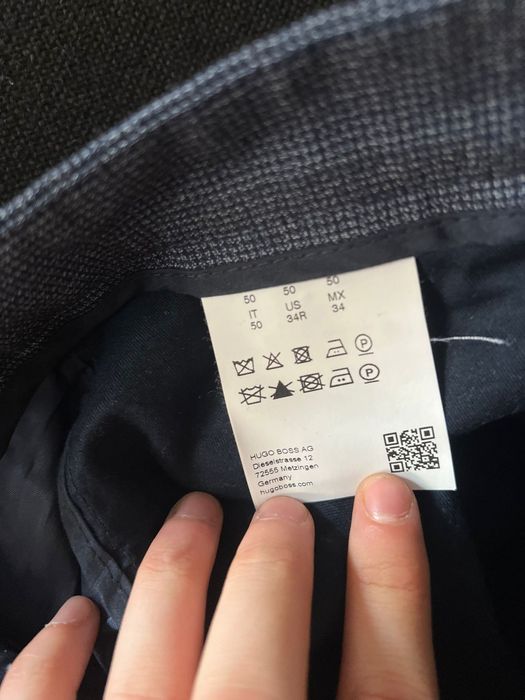 50 50 50
IT US MX
50 34R 34
P
P
HUGO BOSS AG
Dieselstrasse 12
72555 Metzingen
Germany
hugoboss.com